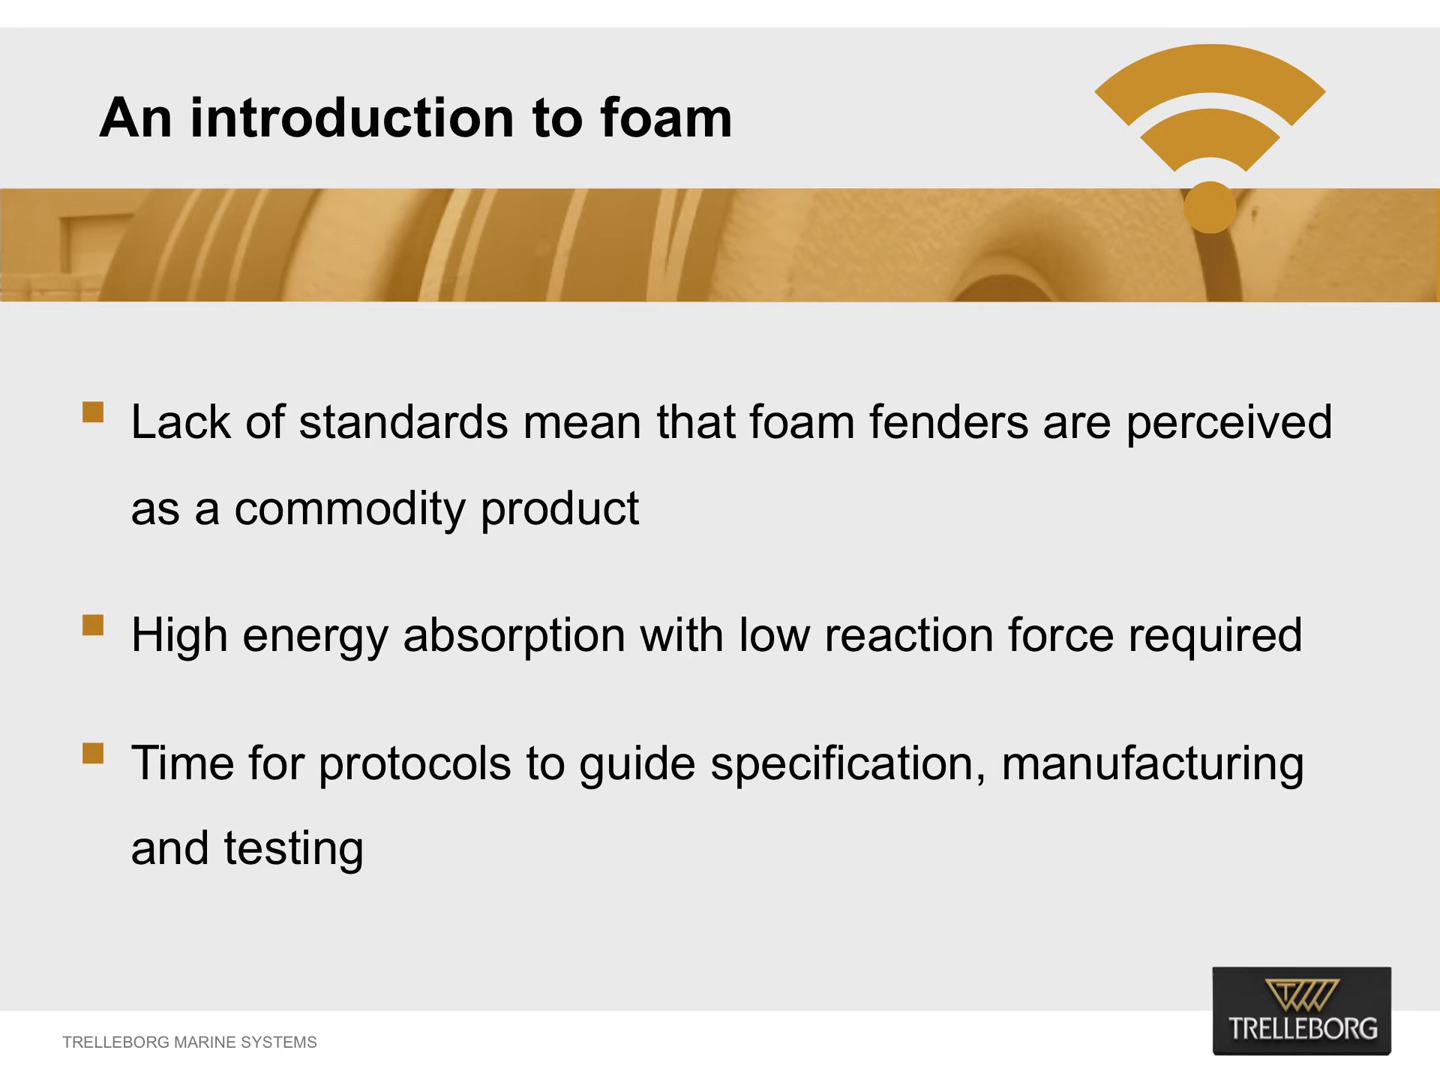 An introduction to foam
Lack of standards mean that foam fenders are perceived
as a commodity product
High energy absorption with low reaction force required
Time for protocols to guide specification, manufacturing
and testing
TRELLEBORG MARINE SYSTEMS
TRELLEBORG